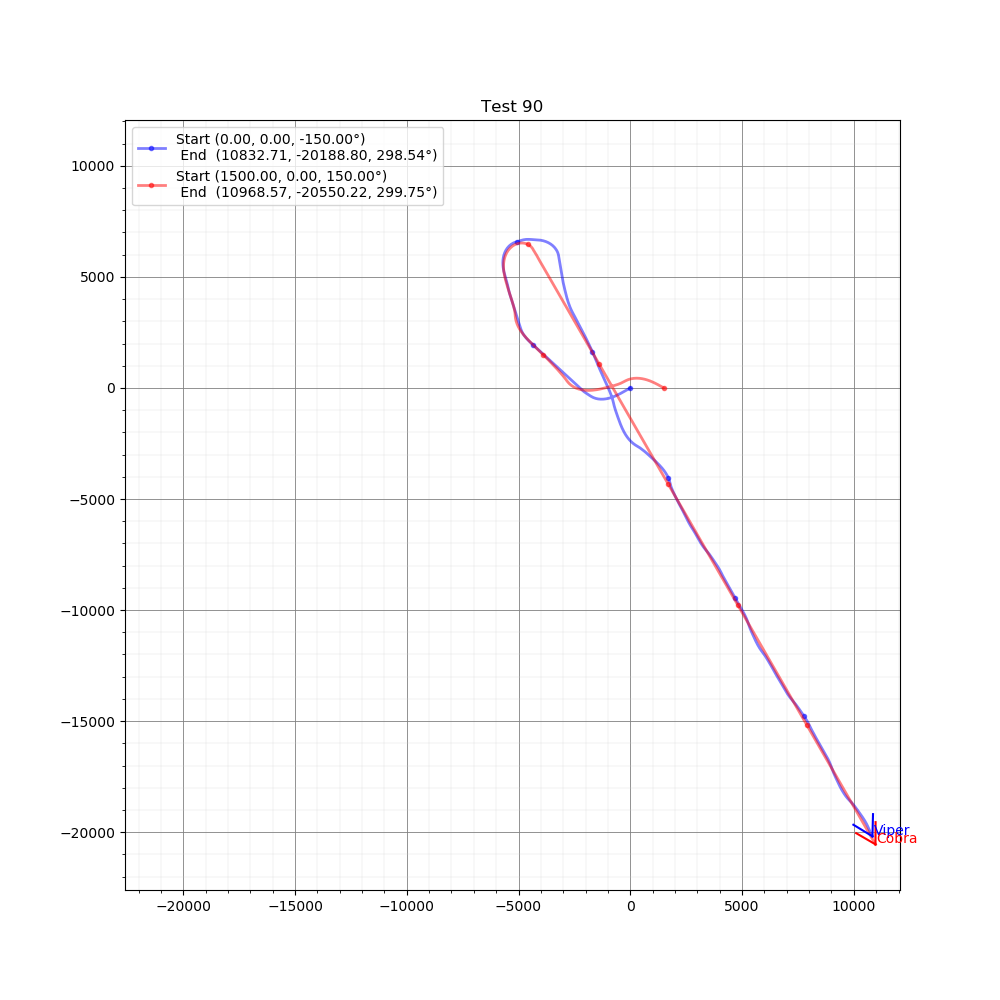 Test 90
Start (0.00, 0.00, -150.00°)
End  (10832.71, -20188.80, 298.54°)
Start (1500.00, 0.00, 150.00°)
End  (10968.57, -20550.22, 299.75°)
10000
5000
0
−5000
−10000
−15000
−20000
Viper
Cobra
−20000 −15000 −10000 −5000 0 5000 10000